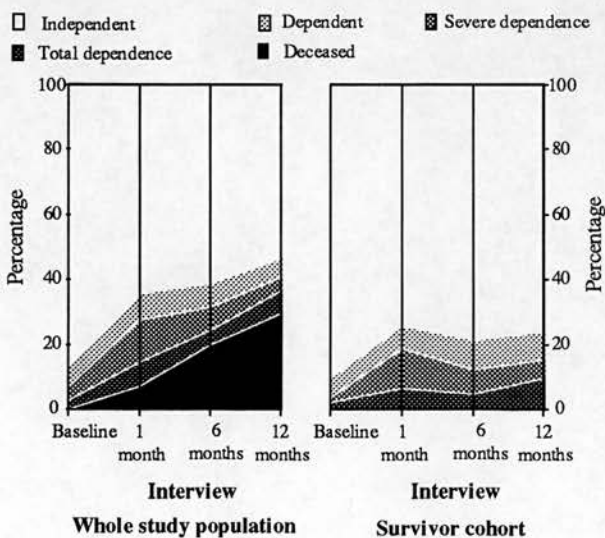 Independent Dependent Severe dependence
Total dependence Deceased
100 100
80 80
60 60
40 40
20 20
0 0
Percentage
Percentage
Baseline 1 6 12
month months months
Baseline 1 6 12
month months months
Interview Interview
Whole study population Survivor cohort